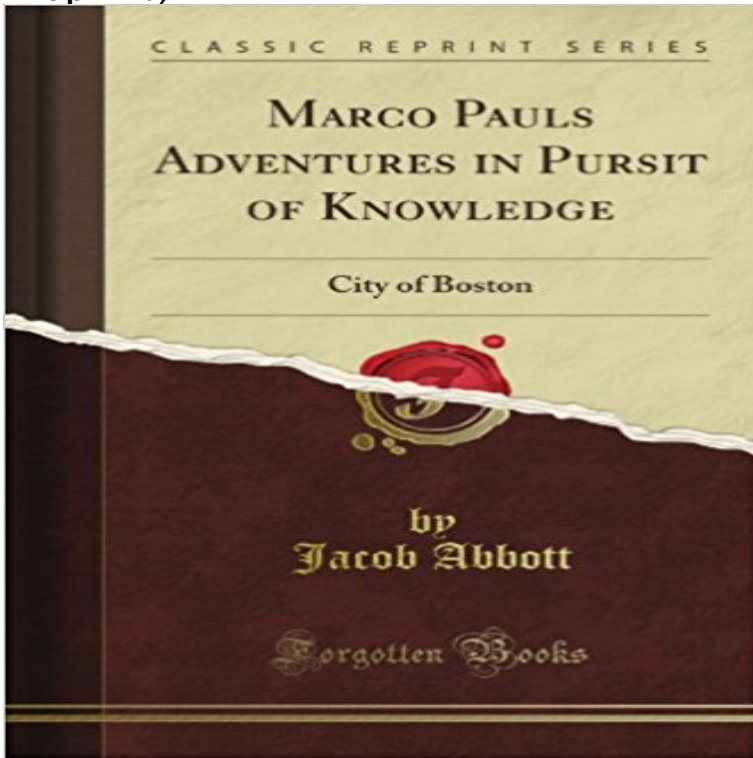 CLASSIC REPRINT SERIES
MARCO PAULS
ADVENTURES IN PURSIT
OF KNOWLEDGE
City of Boston
by
Jacob Abbott
Forgotten Books